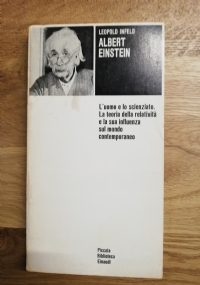 LEOPOLD INFELD
ALBERT
EINSTEIN
L'uomo e lo scienziato.
La teoria della relatività
e la sua influenza
sul mondo
contemporaneo
Piccola
Biblioteca
Einaudi